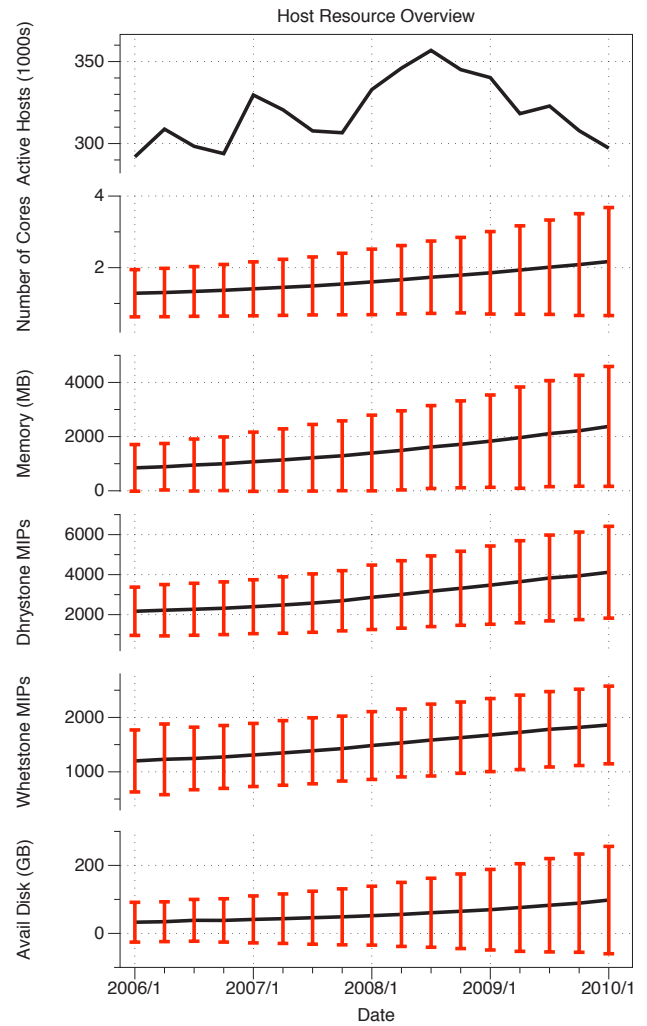 Host Resource Overview
Active Hosts (1000s)
350
300
Number of Cores
4
2
Memory (MB)
4000
2000
0
Dhrystone MIPs
6000
4000
2000
Whetstone MIPs
2000
1000
Avail Disk (GB)
200
0
2006/1 2007/1 2008/1 2009/1 2010/1
Date